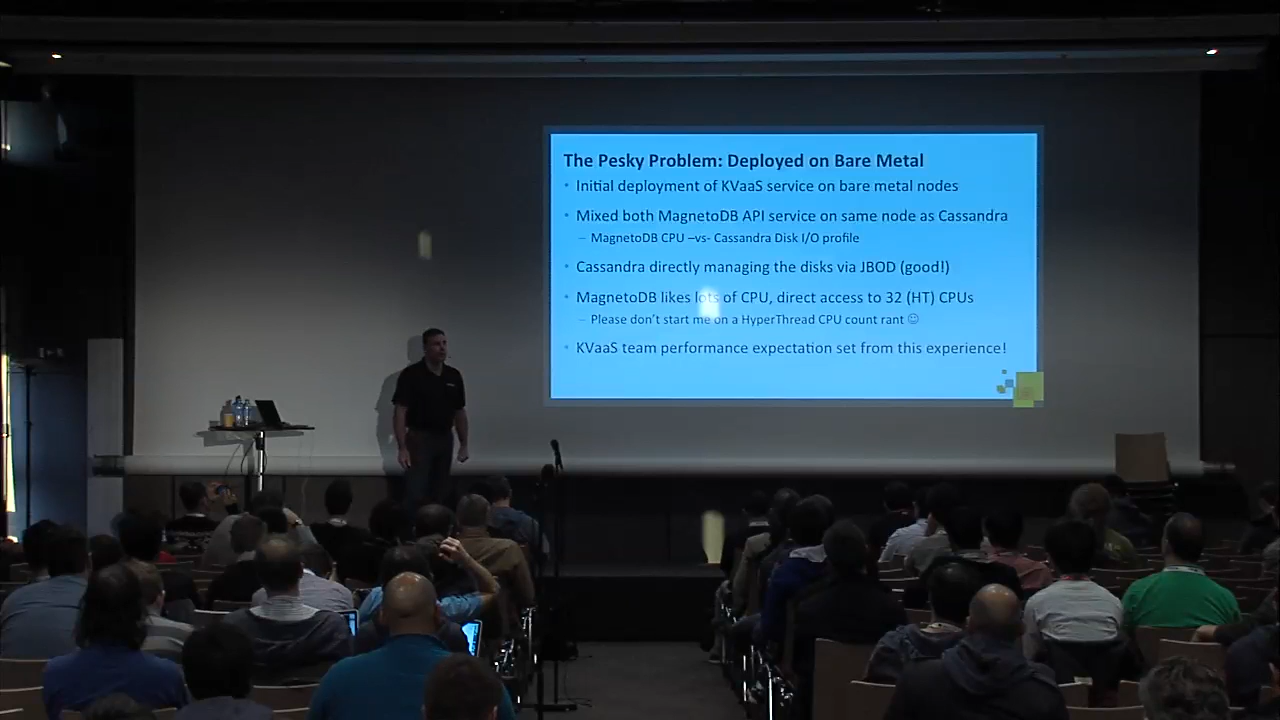 The Pesky Problem: Deployed on Bare Metal
• Initial deployment of KVaaS service on bare metal nodes
• Mixed both MagnetoDB API service on same node as Cassandra
– MagnetoDB CPU –vs- Cassandra Disk I/O profile
• Cassandra directly managing the disks via JBOD (good!)
• MagnetoDB likes lots of CPU, direct access to 32 (HT) CPUs
– Please don't start me on a HyperThread CPU count rant ☺
• KVaaS team performance expectation set from this experience!